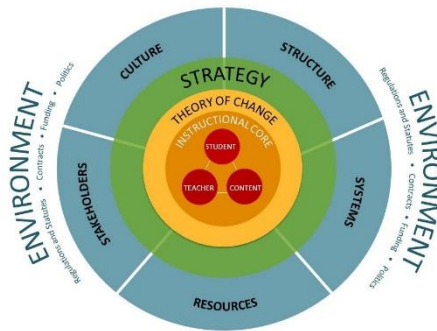 ENVIRONMENT
Regulations and Statutes • Contracts • Funding • Politics
CULTURE
STRUCTURE
STRATEGY
THEORY OF CHANGE
INSTRUCTIONAL CORE
STUDENT
TEACHER
CONTENT
STAKEHOLDERS
SYSTEMS
RESOURCES
ENVIRONMENT
Regulations and Statutes • Contracts • Funding • Politics